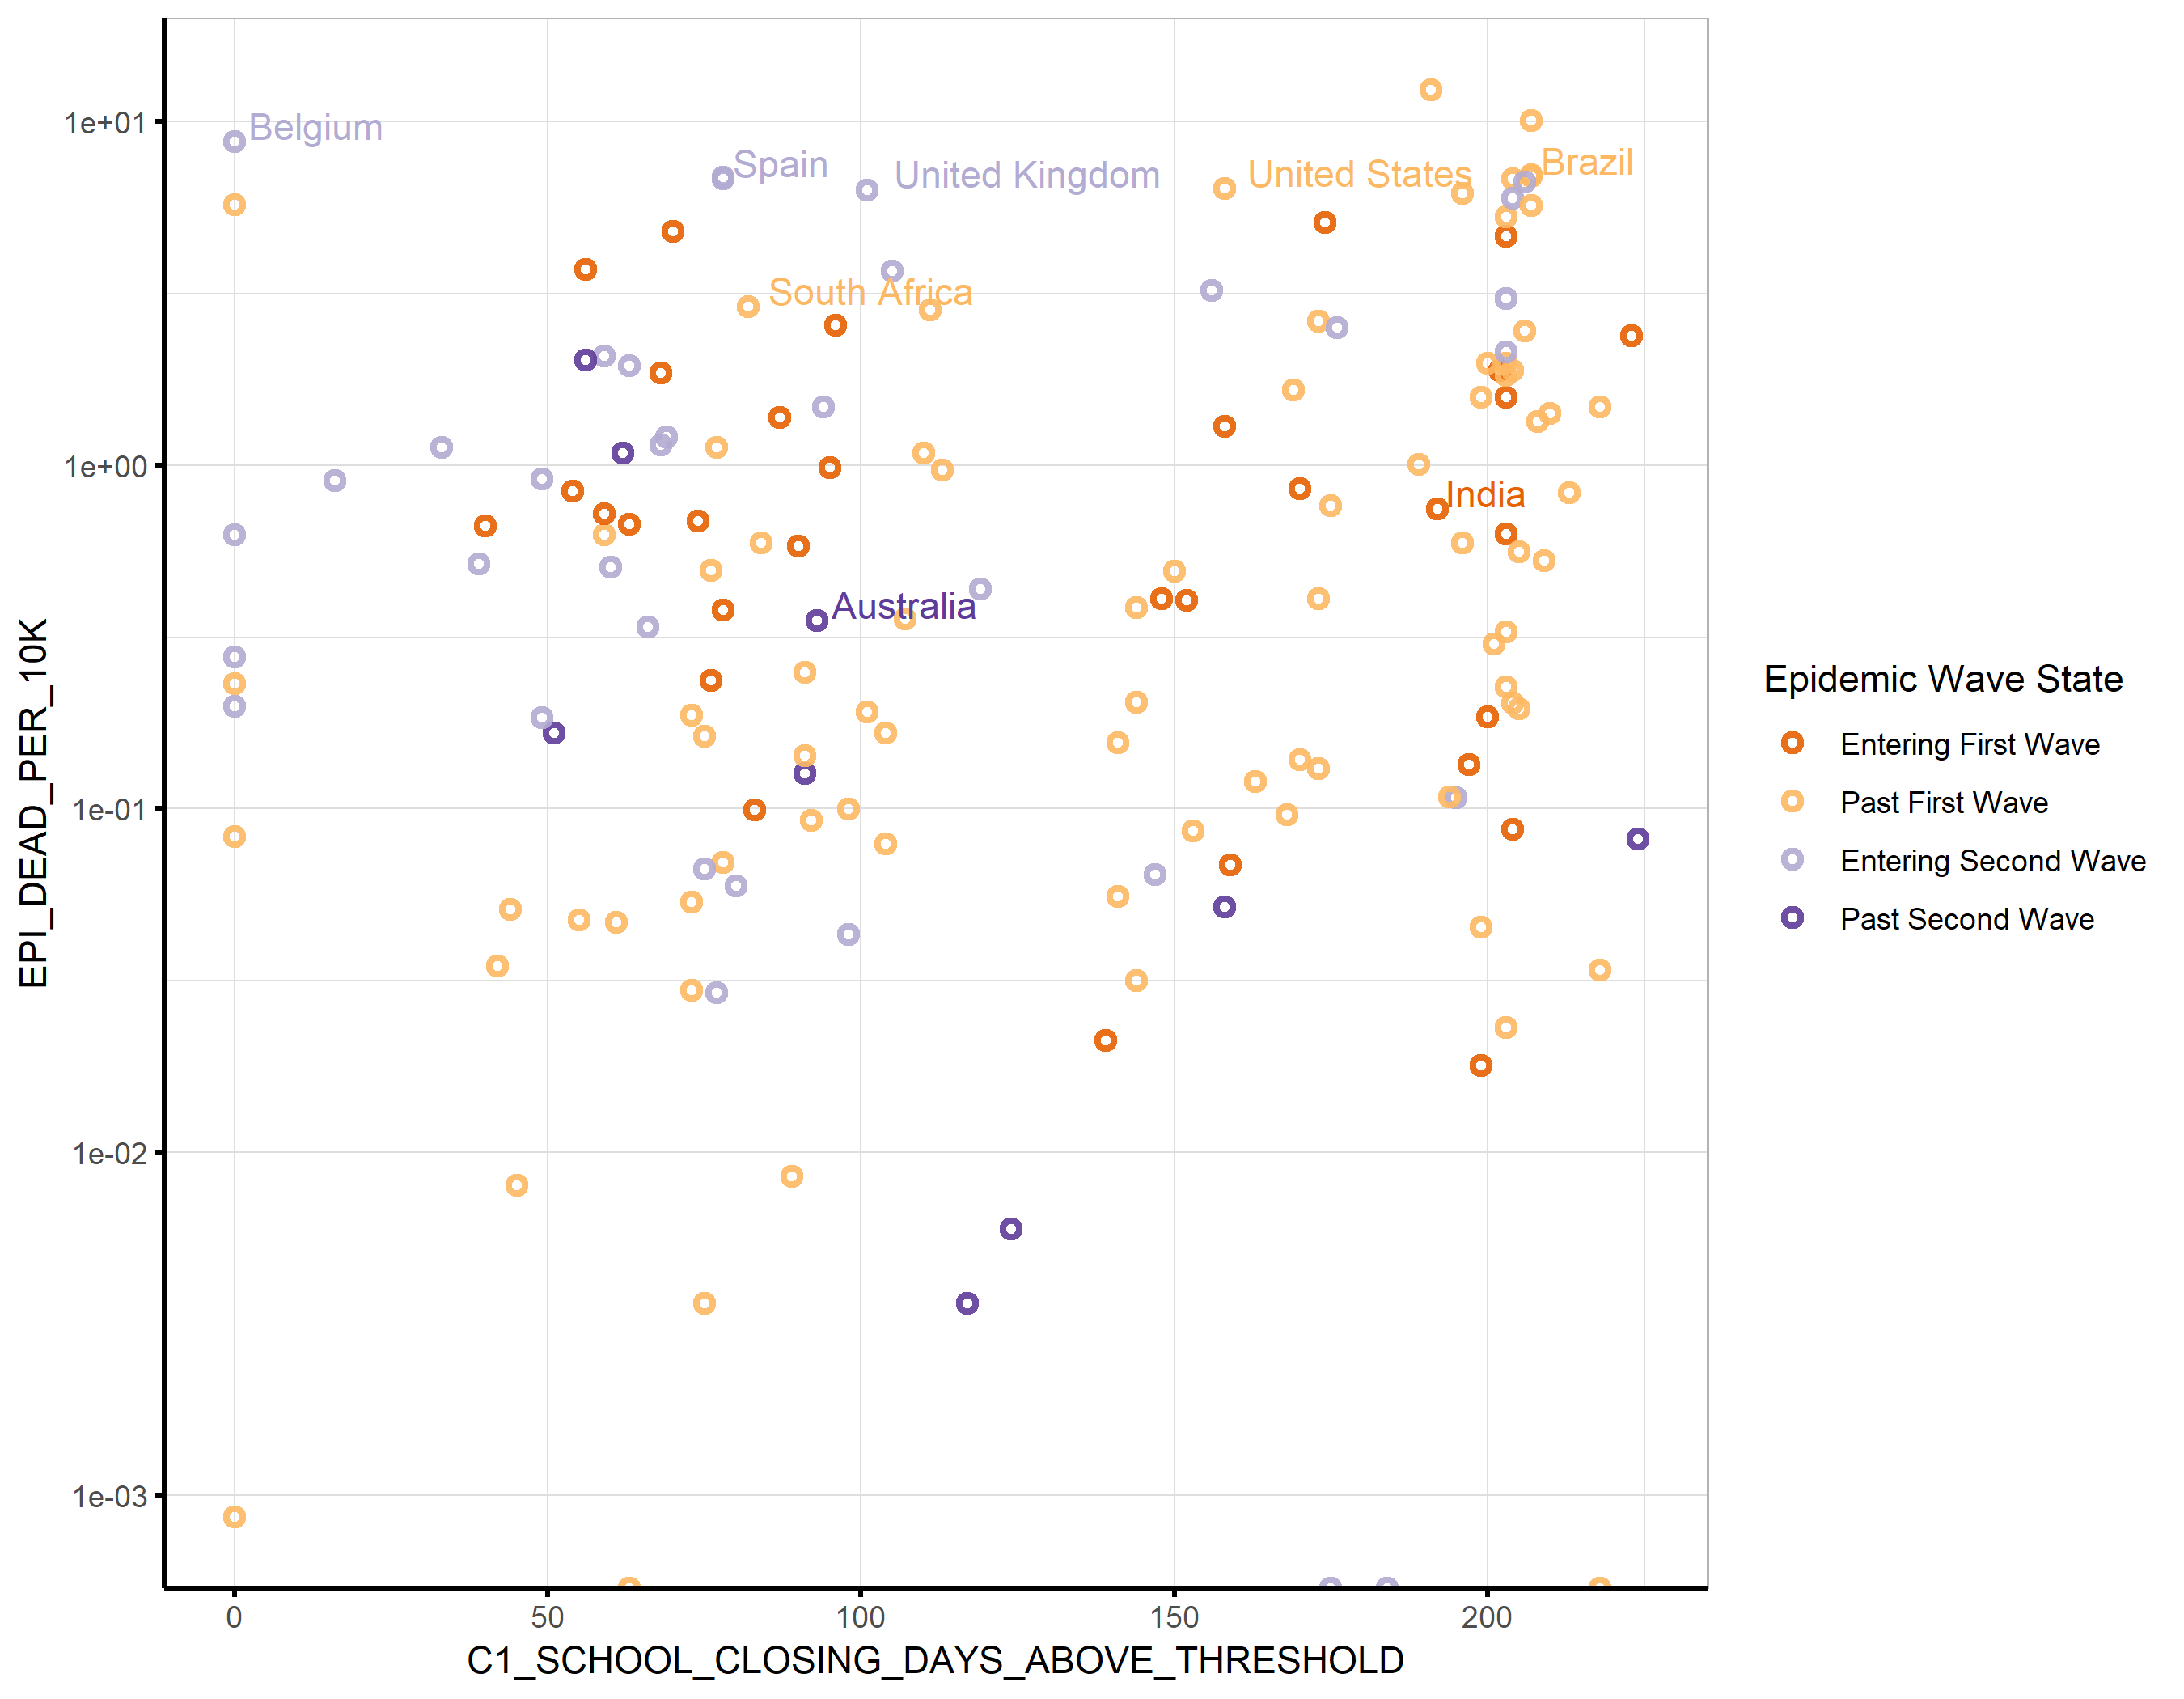 1e+01
1e+00
1e-01
1e-02
1e-03
EPI_DEAD_PER_10K
Belgium
Spain
United Kingdom
United States
Brazil
South Africa
India
Australia
0 50 100 150 200
C1_SCHOOL_CLOSING_DAYS_ABOVE_THRESHOLD
Epidemic Wave State
Entering First Wave
Past First Wave
Entering Second Wave
Past Second Wave